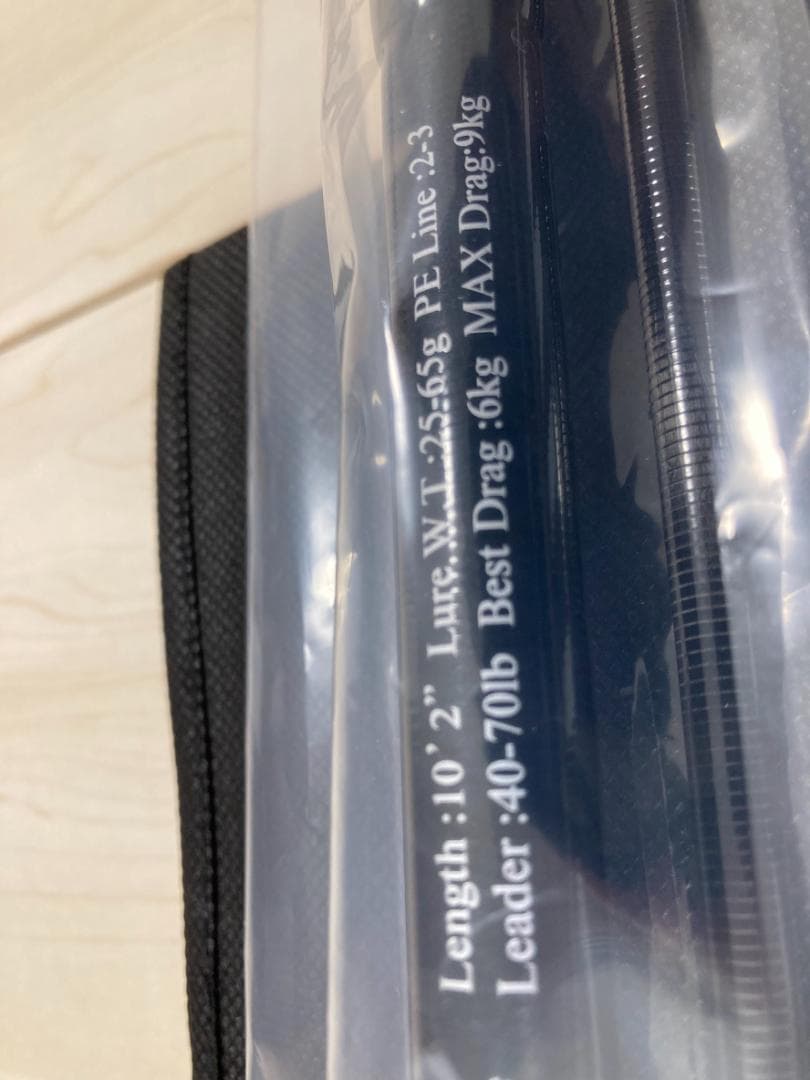 Length :10’ 2” Lure W.T :25-65g PE Line :2-3
Leader :40-70lb Best Drag :6kg MAX Drag:9kg